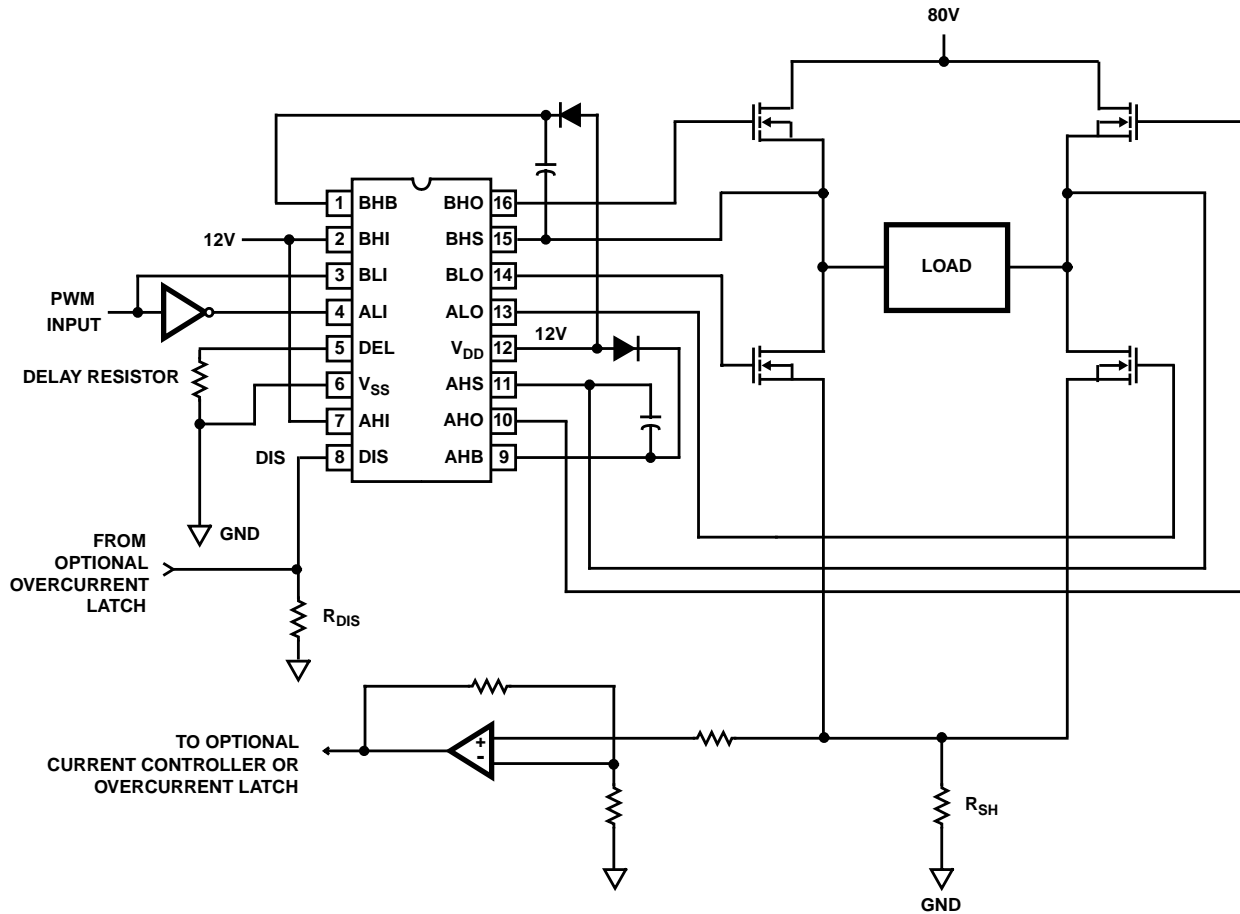 80V
1 BHB BHO 16
12V 2 BHI BHS 15
3 BLI BLO 14
LOAD
PWM
INPUT
4 ALI ALO 13
12V
5 DEL VDD 12
DELAY RESISTOR
6 VSS AHS 11
7 AHI AHO 10
DIS 8 DIS AHB 9
GND
FROM
OPTIONAL
OVERCURRENT
LATCH
RDIS
TO OPTIONAL
CURRENT CONTROLLER OR
OVERCURRENT LATCH
+
-
RSH
GND